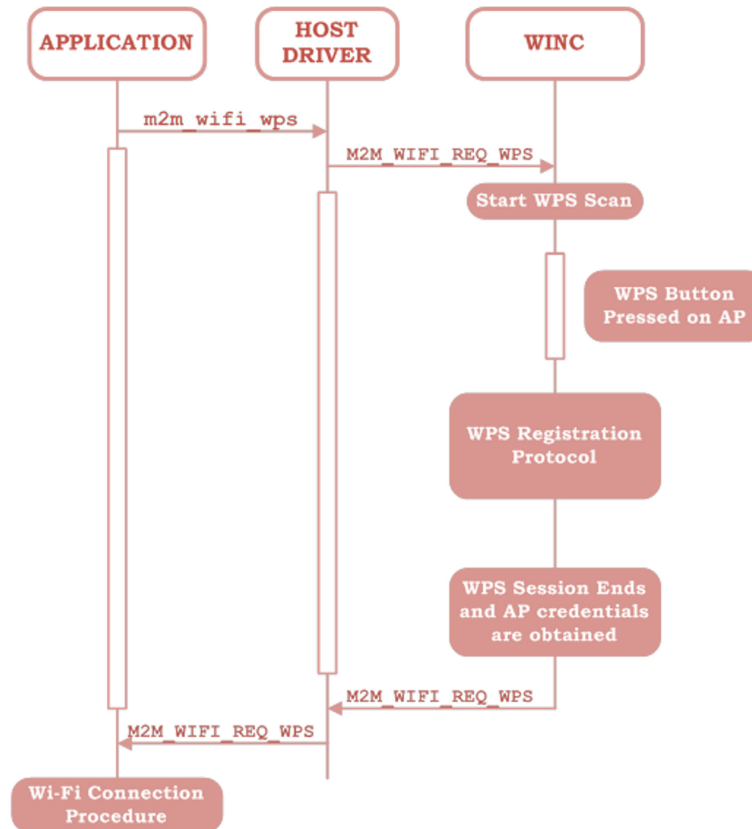 APPLICATION
HOST
DRIVER
WINC
m2m_wifi_wps
M2M_WIFI_REQ_WPS
Start WPS Scan
WPS Button
Pressed on AP
WPS Registration
Protocol
WPS Session Ends
and AP credentials
are obtained
M2M_WIFI_REQ_WPS
M2M_WIFI_REQ_WPS
Wi-Fi Connection
Procedure